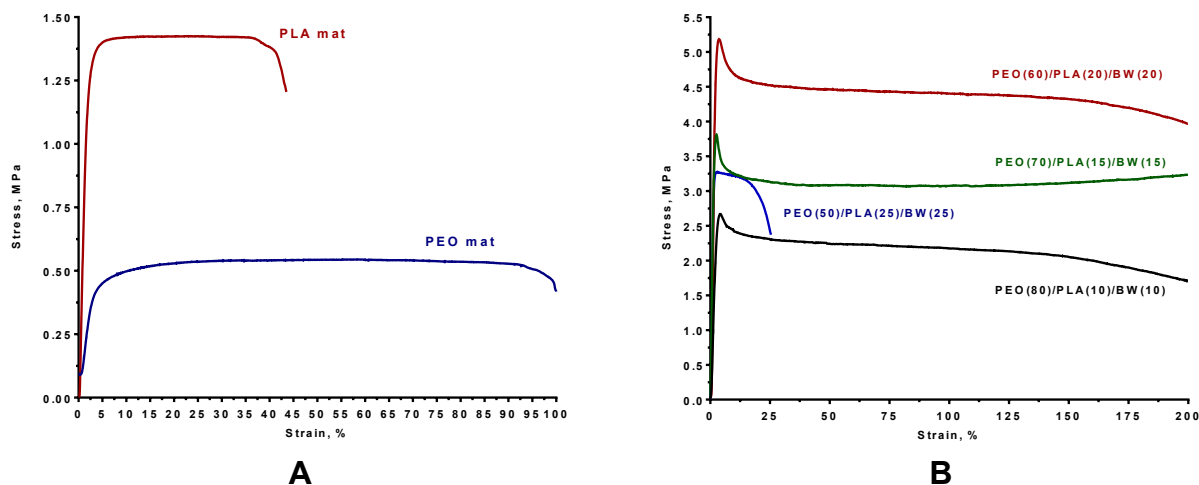 1.50
1.25
1.00
0.75
0.50
0.25
0.00
Stress, MPa
PLA mat
PEO mat
0 5 10 15 20 25 30 35 40 45 50 55 60 65 70 75 80 85 90 95 100
Strain, %
A
5.5
5.0
4.5
4.0
3.5
3.0
2.5
2.0
1.5
1.0
0.5
0.0
Stress, MPa
PEO(60)/PLA(20)/BW(20)
PEO(70)/PLA(15)/BW(15)
PEO(50)/PLA(25)/BW(25)
PEO(80)/PLA(10)/BW(10)
0 25 50 75 100 125 150 175 200
Strain, %
B